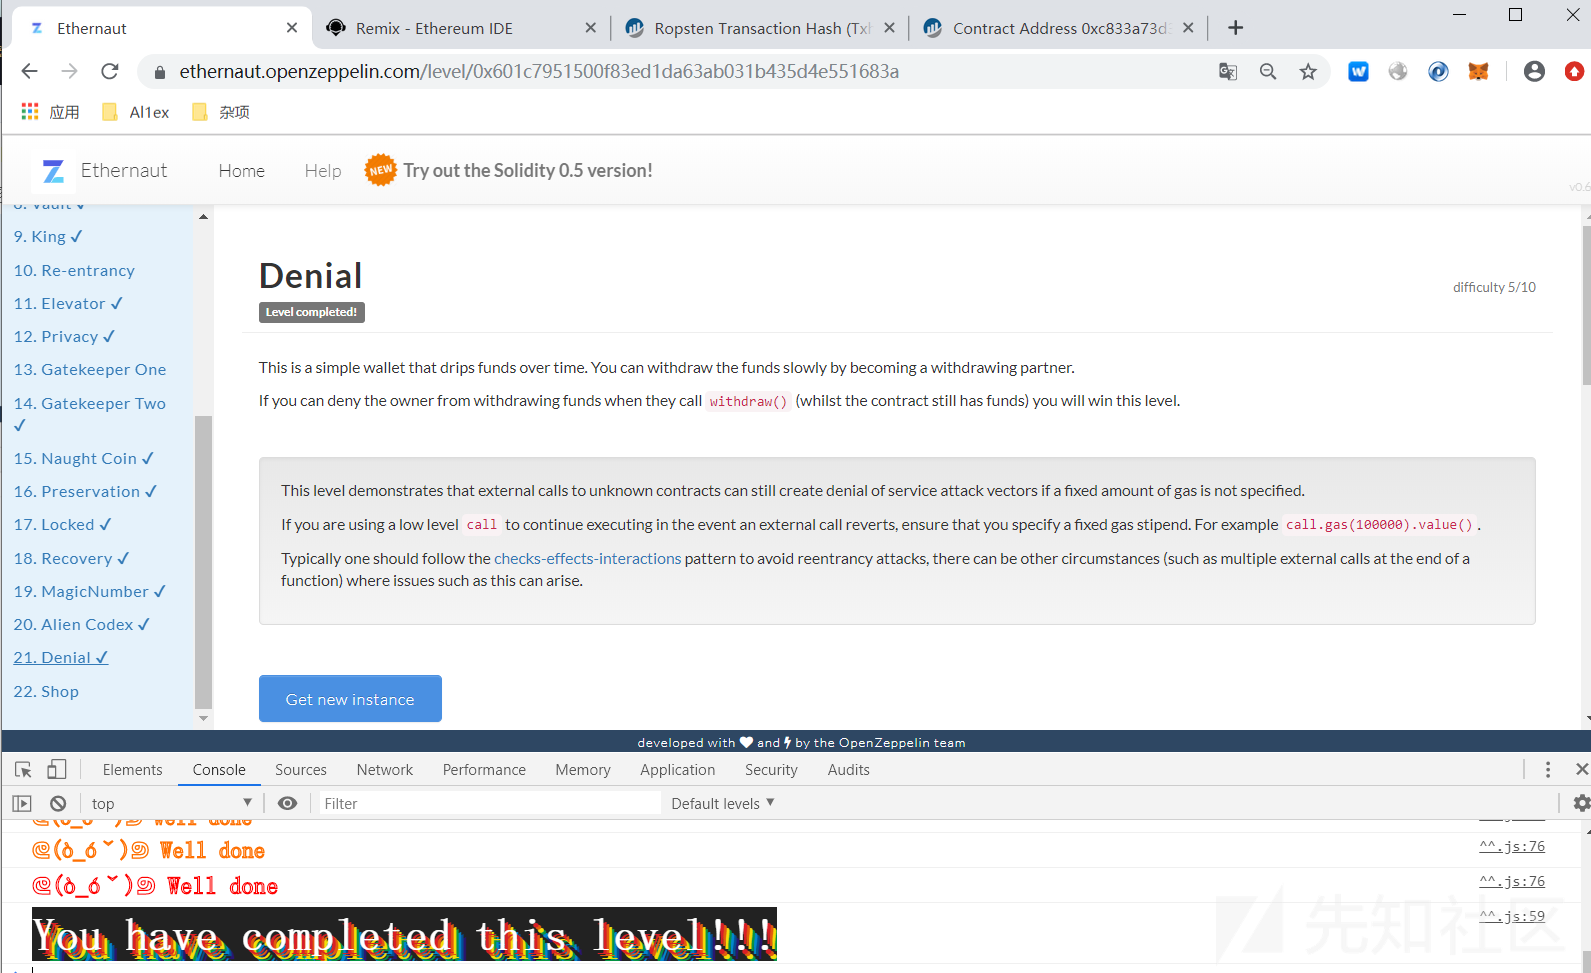 Ethernaut
Remix - Ethereum IDE
Ropsten Transaction Hash (Txh
Contract Address 0xc833a73d3
ethernaut.openzeppelin.com/level/0x601c7951500f83ed1da63ab031b435d4e551683a
应用
Al1ex
杂项
Ethernaut
Home
Help
NEW
Try out the Solidity 0.5 version!
v0.6
8. Vault ✓
9. King ✓
10. Re-entrancy
11. Elevator ✓
12. Privacy ✓
13. Gatekeeper One
14. Gatekeeper Two
✓
15. Naught Coin ✓
16. Preservation ✓
17. Locked ✓
18. Recovery ✓
19. MagicNumber ✓
20. Alien Codex ✓
21. Denial ✓
22. Shop
Denial
Level completed!
difficulty 5/10
This is a simple wallet that drips funds over time. You can withdraw the funds slowly by becoming a withdrawing partner.
If you can deny the owner from withdrawing funds when they call withdraw() (whilst the contract still has funds) you will win this level.
This level demonstrates that external calls to unknown contracts can still create denial of service attack vectors if a fixed amount of gas is not specified.
If you are using a low level call to continue executing in the event an external call reverts, ensure that you specify a fixed gas stipend. For example call.gas(100000).value().
Typically one should follow the checks-effects-interactions pattern to avoid reentrancy attacks, there can be other circumstances (such as multiple external calls at the end of a
function) where issues such as this can arise.
Get new instance
developed with ♥ and ⚡ by the OpenZeppelin team
Elements
Console
Sources
Network
Performance
Memory
Application
Security
Audits
top
Filter
Default levels ▼
Well done
@(ò_óˇ)@ Well done
^^.js:76
@(ò_óˇ)@ Well done
^^.js:76
You have completed this level!!!
^^.js:59
先知社区